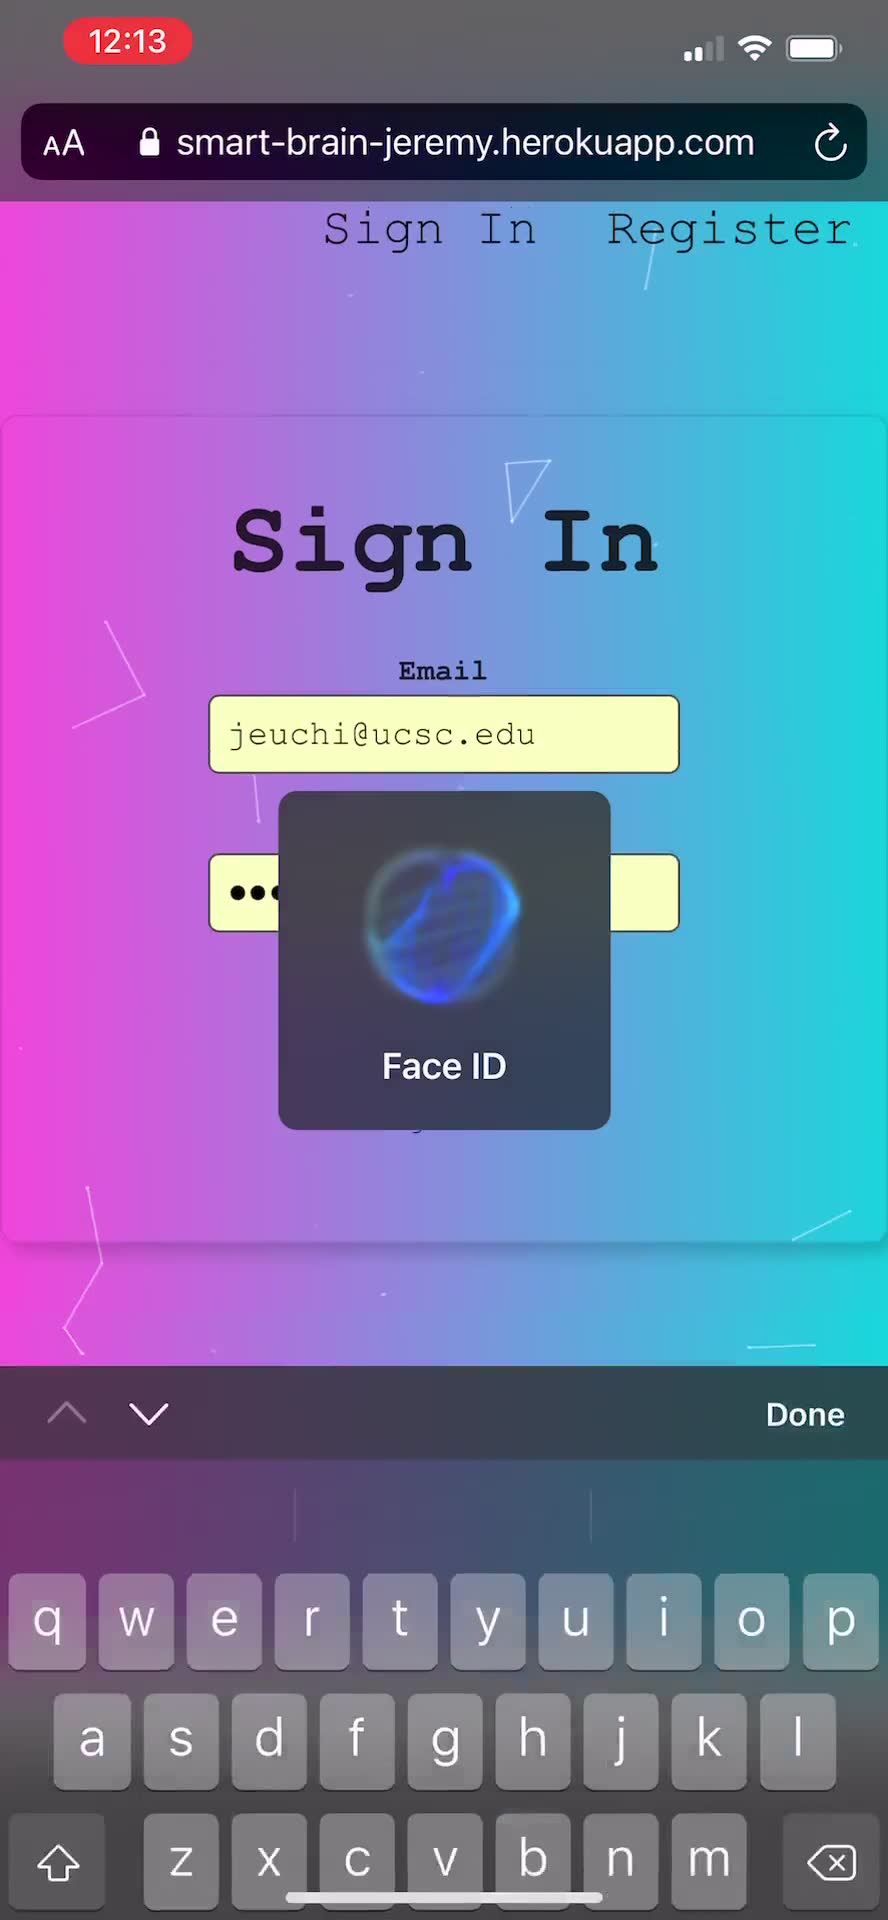 12:13
AA smart-brain-jeremy.herokuapp.com
Sign In Register
Sign In
Email
jeuchi@ucsc.edu
Face ID
Done
q w e r t y u i o p
a s d f g h j k l
z x c v b n m